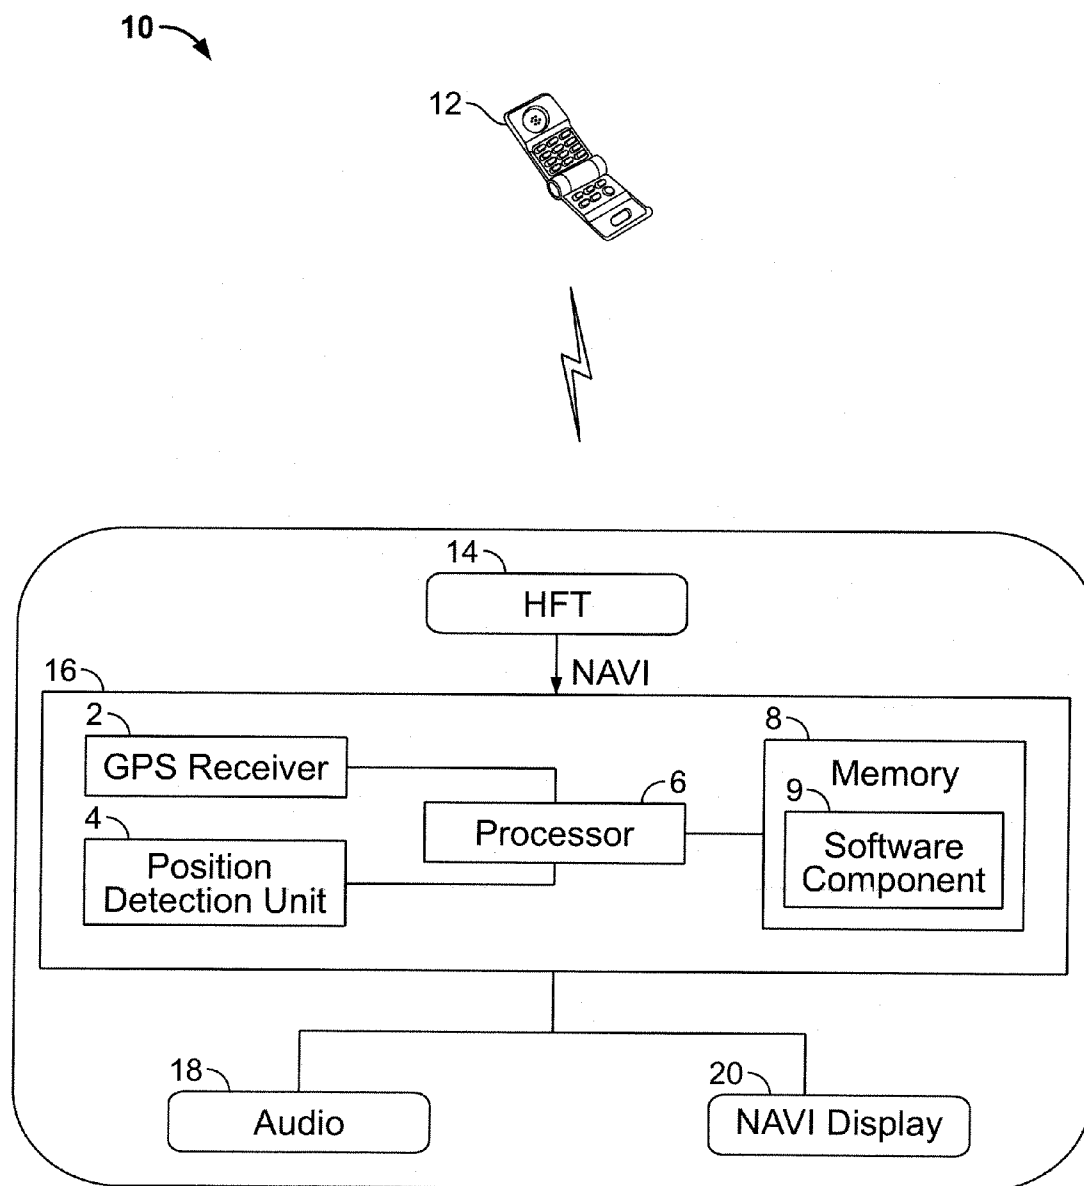 10
12
14
HFT
16
NAVI
2
GPS Receiver
8
Memory
6
Processor
9
Software
Component
4
Position
Detection Unit
18
Audio
20
NAVI Display